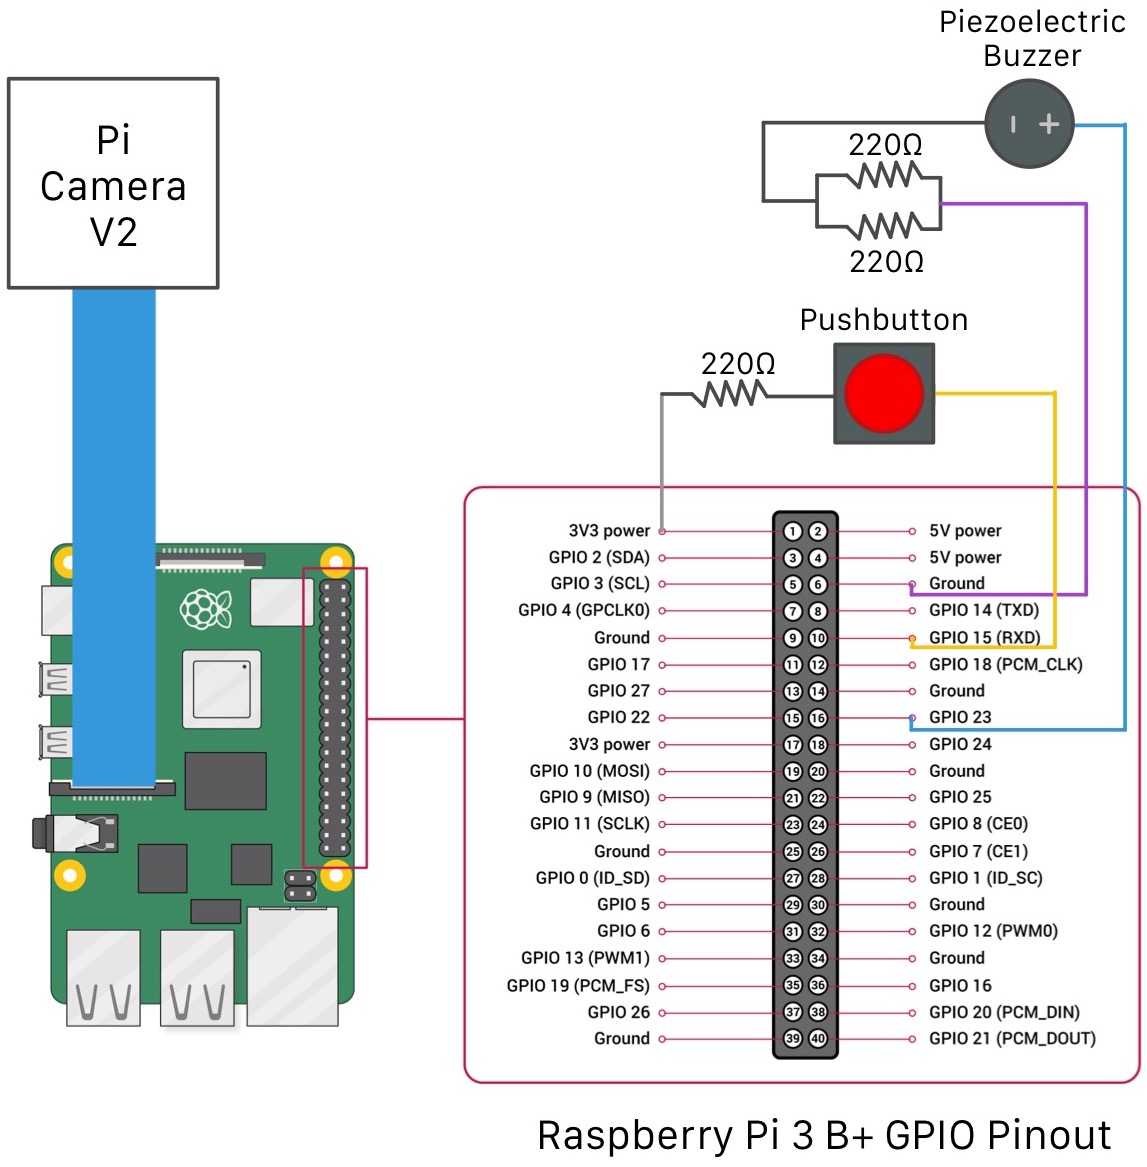 Piezoelectric
Buzzer
Pi
Camera
V2
220Ω
220Ω
Pushbutton
220Ω
3V3 power 1 2 5V power
GPIO 2 (SDA) 3 4 5V power
GPIO 3 (SCL) 5 6 Ground
GPIO 4 (GPCLK0) 7 8 GPIO 14 (TXD)
Ground 9 10 GPIO 15 (RXD)
GPIO 17 11 12 GPIO 18 (PCM_CLK)
GPIO 27 13 14 Ground
GPIO 22 15 16 GPIO 23
3V3 power 17 18 GPIO 24
GPIO 10 (MOSI) 19 20 Ground
GPIO 9 (MISO) 21 22 GPIO 25
GPIO 11 (SCLK) 23 24 GPIO 8 (CE0)
Ground 25 26 GPIO 7 (CE1)
GPIO 0 (ID_SD) 27 28 GPIO 1 (ID_SC)
GPIO 5 29 30 Ground
GPIO 6 31 32 GPIO 12 (PWM0)
GPIO 13 (PWM1) 33 34 Ground
GPIO 19 (PCM_FS) 35 36 GPIO 16
GPIO 26 37 38 GPIO 20 (PCM_DIN)
Ground 39 40 GPIO 21 (PCM_DOUT)
Raspberry Pi 3 B+ GPIO Pinout